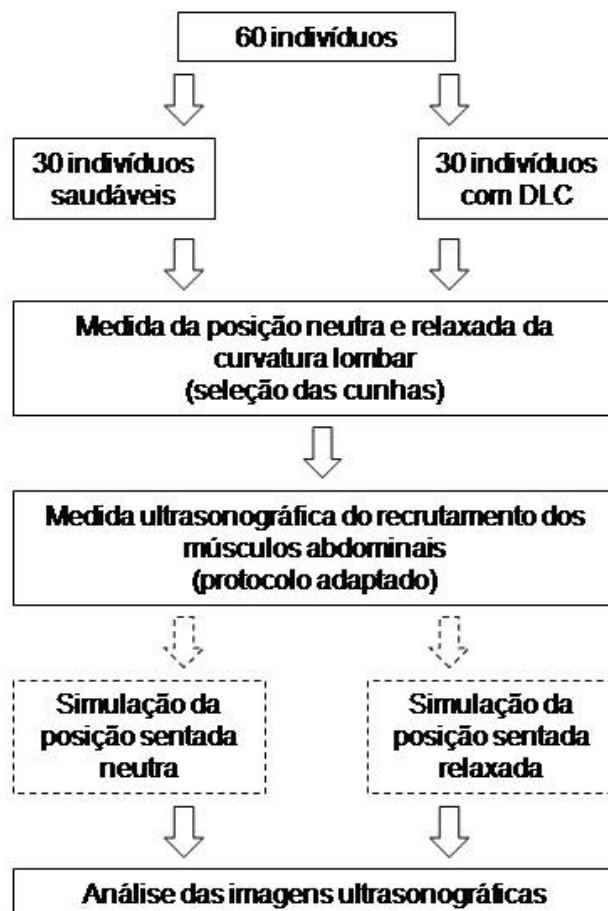 60 indivíduos
30 indivíduos
saudáveis
30 indivíduos
com DLC
Medida da posição neutra e relaxada da
curvatura lombar
(seleção das cunhas)
Medida ultrasonográfica do recrutamento dos
músculos abdominais
(protocolo adaptado)
Simulação da
posição sentada
neutra
Simulação da
posição sentada
relaxada
Análise das imagens ultrasonográficas